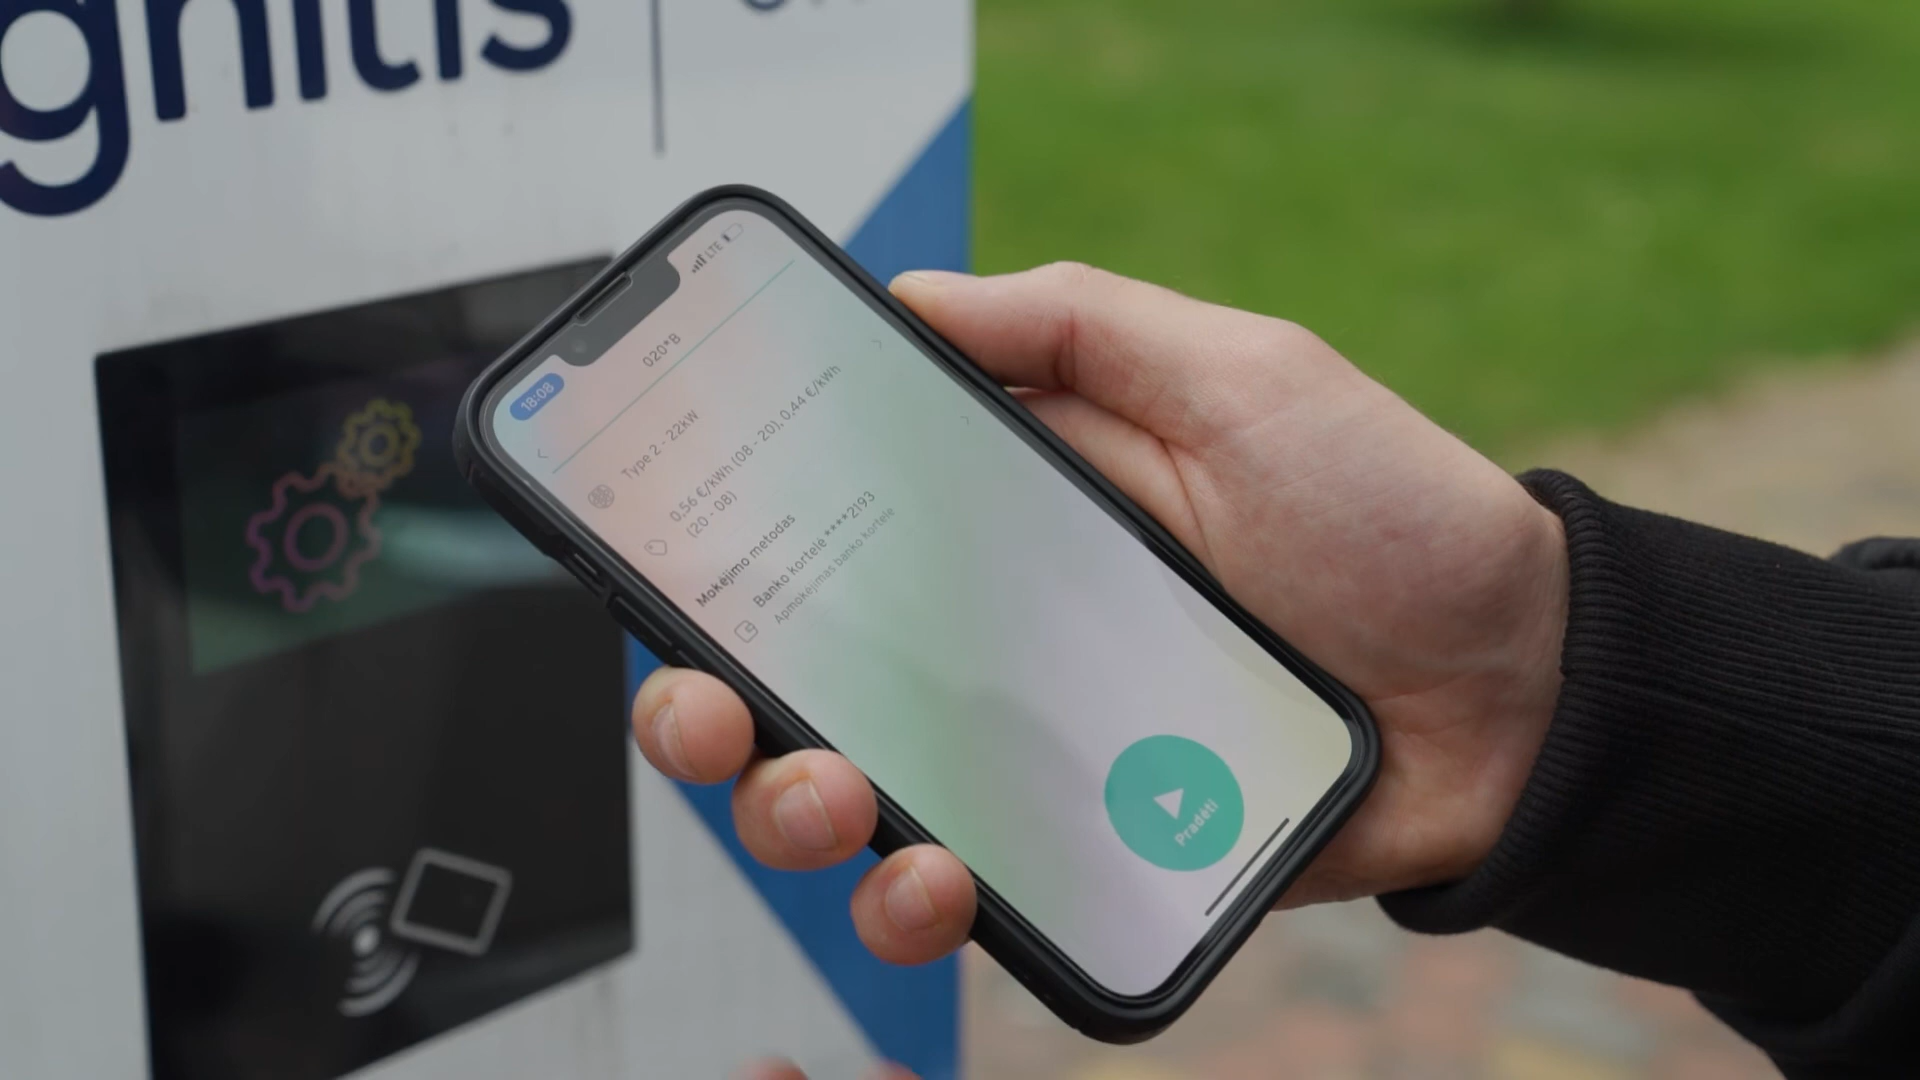 gnitis
18:08
LTE
020*B
Type 2 - 22kW
0,56 €/kWh (08 - 20), 0,44 €/kWh
(20 - 08)
Mokėjimo metodas
Banko kortelė ****2193
Apmokėjimas banko kortele
Pradėti